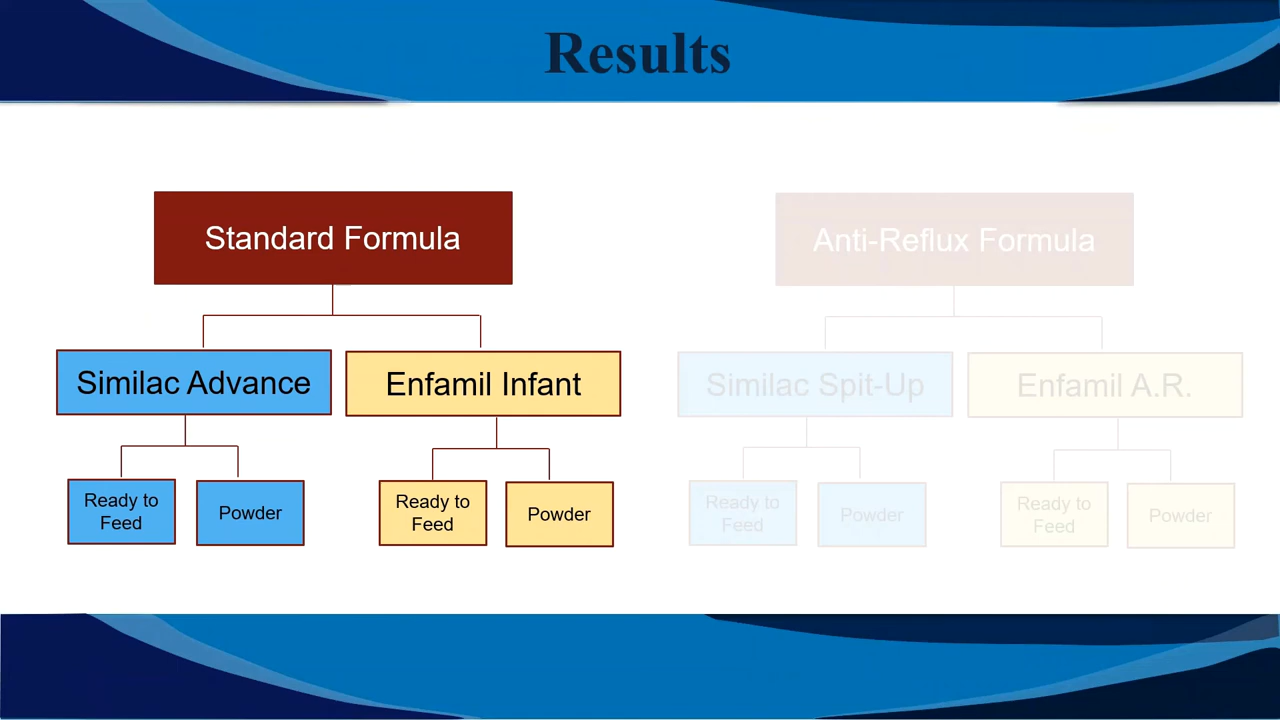 Results
Standard Formula
Anti-Reflux Formula
Similac Advance
Enfamil Infant
Similac Spit-Up
Enfamil A.R.
Ready to
Feed
Powder
Ready to
Feed
Powder
Ready to
Feed
Powder
Ready to
Feed
Powder